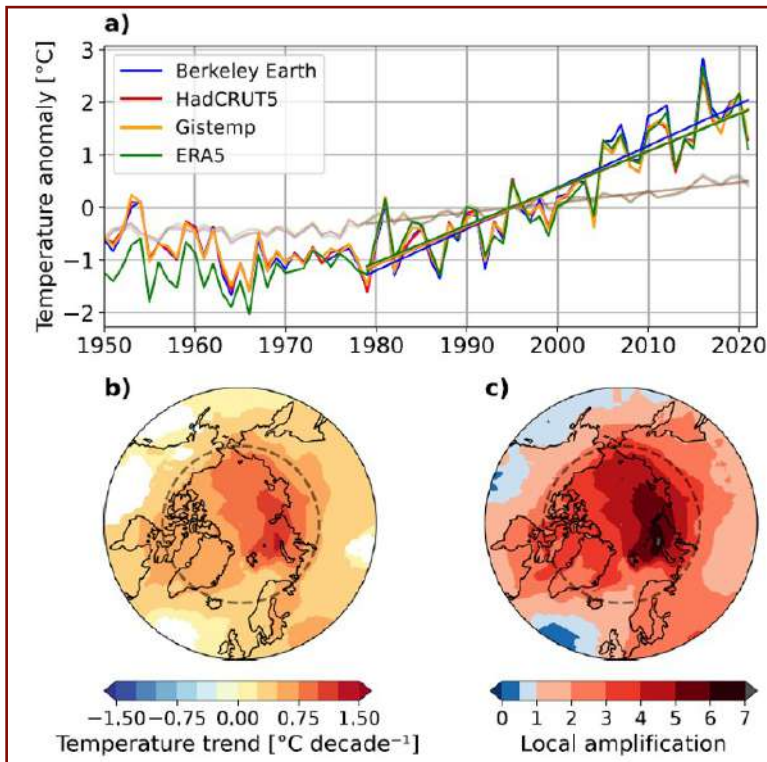 a)
Temperature anomaly [°C]
3
2
1
0
−1
−2
Berkeley Earth
HadCRUT5
Gistemp
ERA5
1950 1960 1970 1980 1990 2000 2010 2020
b)
c)
−1.50 −0.75 0.00 0.75 1.50
Temperature trend [°C decade⁻¹]
0 1 2 3 4 5 6 7
Local amplification